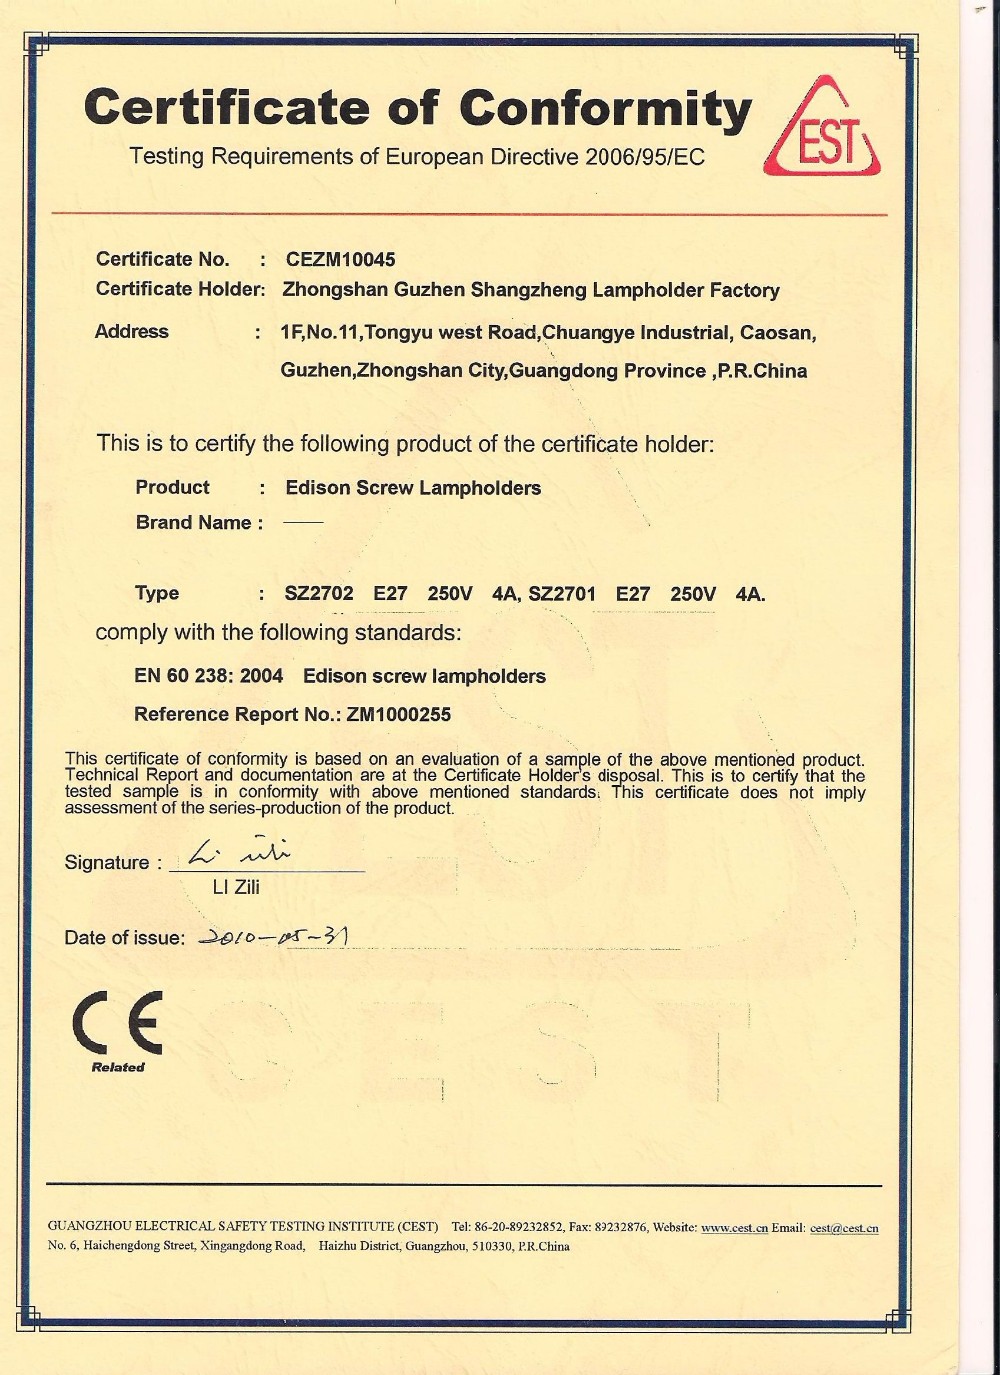 Certificate of Conformity
EST
Testing Requirements of European Directive 2006/95/EC
Certificate No. : CEZM10045
Certificate Holder: Zhongshan Guzhen Shangzheng Lampholder Factory
Address : 1F,No.11,Tongyu west Road,Chuangye Industrial, Caosan,
Guzhen,Zhongshan City,Guangdong Province ,P.R.China
This is to certify the following product of the certificate holder:
Product : Edison Screw Lampholders
Brand Name : ——
Type : SZ2702 E27 250V 4A, SZ2701 E27 250V 4A.
comply with the following standards:
EN 60 238: 2004 Edison screw lampholders
Reference Report No.: ZM1000255
This certificate of conformity is based on an evaluation of a sample of the above mentioned product.
Technical Report and documentation are at the Certificate Holder's disposal. This is to certify that the
tested sample is in conformity with above mentioned standards. This certificate does not imply
assessment of the series-production of the product.
Signature : Li Zili
LI Zili
Date of issue: 2010-05-31
CE
Related
CEST
GUANGZHOU ELECTRICAL SAFETY TESTING INSTITUTE (CEST) Tel: 86-20-89232852, Fax: 89232876, Website: www.cest.cn Email: cest@cest.cn
No. 6, Haichengdong Street, Xingangdong Road, Haizhu District, Guangzhou, 510330, P.R.China